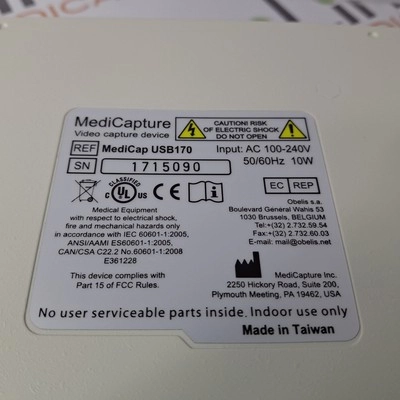 MediCapture
Video capture device
REF MediCap USB170
SN 1715090
CAUTION! RISK
OF ELECTRIC SHOCK
DO NOT OPEN
Input: AC 100-240V
50/60Hz 10W
CLASSIFIED
C UL US CE i
EC REP
Medical Equipment
with respect to electrical shock,
fire and mechanical hazards only
in accordance with IEC 60601-1:2005,
ANSI/AAMI ES60601-1:2005,
CAN/CSA C22.2 No.60601-1:2008
E361228
This device complies with
Part 15 of FCC Rules.
Obelis s.a.
Boulevard Général Wahis 53
1030 Brussels, BELGIUM
Tel:+(32) 2.732.59.54
Fax:+(32) 2.732.60.03
E-mail: mail@obelis.net
MediCapture Inc.
2250 Hickory Road, Suite 200,
Plymouth Meeting, PA 19462, USA
No user serviceable parts inside. Indoor use only
Made in Taiwan